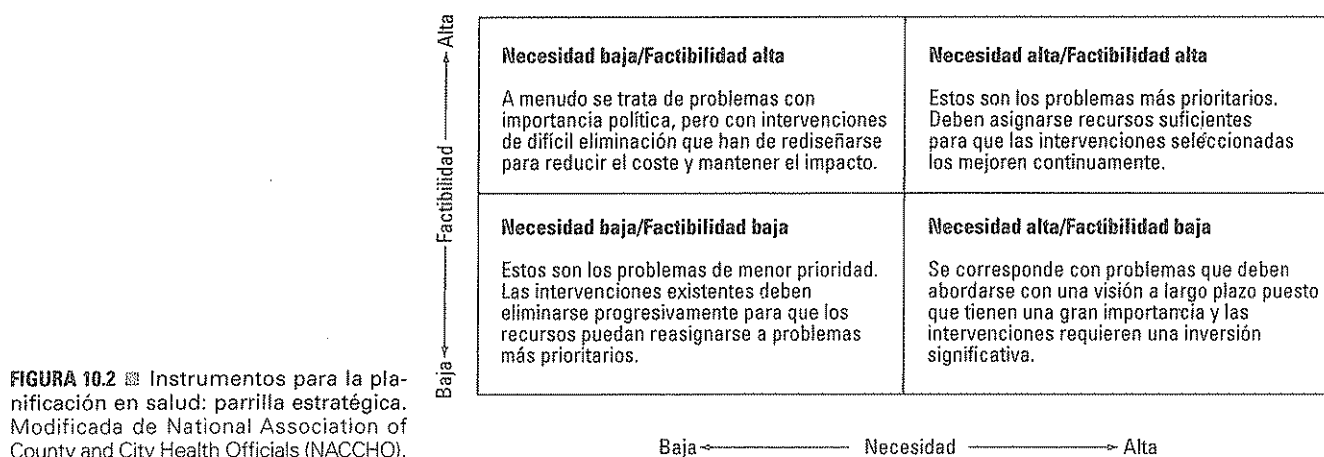 Alta
Factibilidad
Baja
Necesidad baja/Factibilidad alta
A menudo se trata de problemas con
importancia política, pero con intervenciones
de difícil eliminación que han de rediseñarse
para reducir el coste y mantener el impacto.
Necesidad alta/Factibilidad alta
Estos son los problemas más prioritarios.
Deben asignarse recursos suficientes
para que las intervenciones seleccionadas
los mejoren continuamente.
Necesidad baja/Factibilidad baja
Estos son los problemas de menor prioridad.
Las intervenciones existentes deben
eliminarse progresivamente para que los
recursos puedan reasignarse a problemas
más prioritarios.
Necesidad alta/Factibilidad baja
Se corresponde con problemas que deben
abordarse con una visión a largo plazo puesto
que tienen una gran importancia y las
intervenciones requieren una inversión
significativa.
Baja Necesidad Alta
FIGURA 10.2 Instrumentos para la pla-
nificación en salud: parrilla estratégica.
Modificada de National Association of
County and City Health Officials (NACCHO).